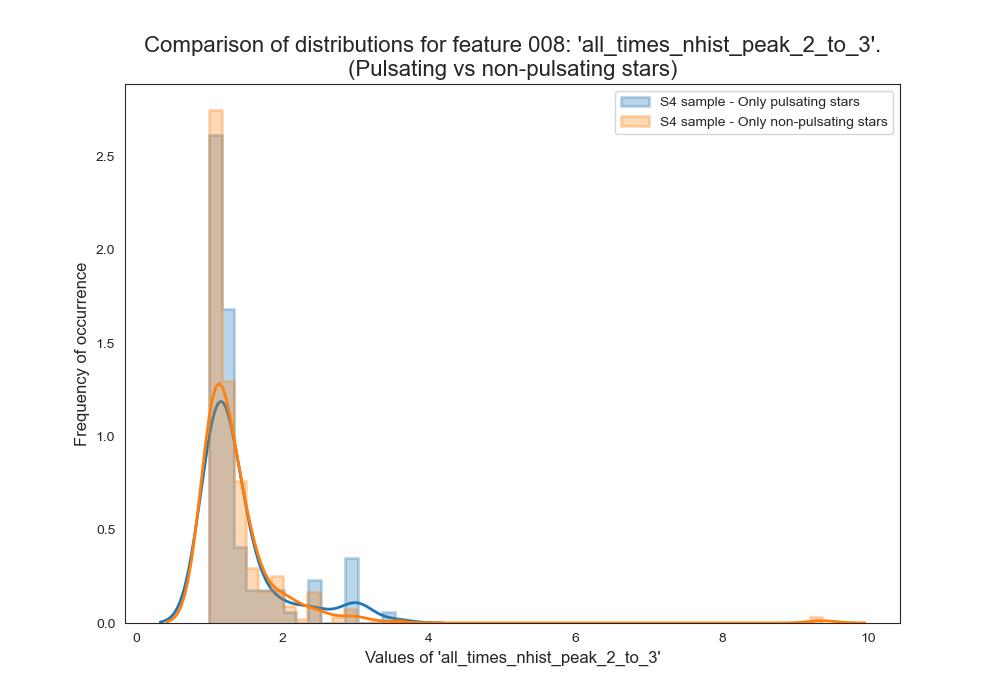 Comparison of distributions for feature 008: 'all_times_nhist_peak_2_to_3'.
(Pulsating vs non-pulsating stars)
S4 sample - Only pulsating stars
S4 sample - Only non-pulsating stars
Frequency of occurrence
2.5
2.0
1.5
1.0
0.5
0.0
0
2
4
6
8
10
Values of 'all_times_nhist_peak_2_to_3'